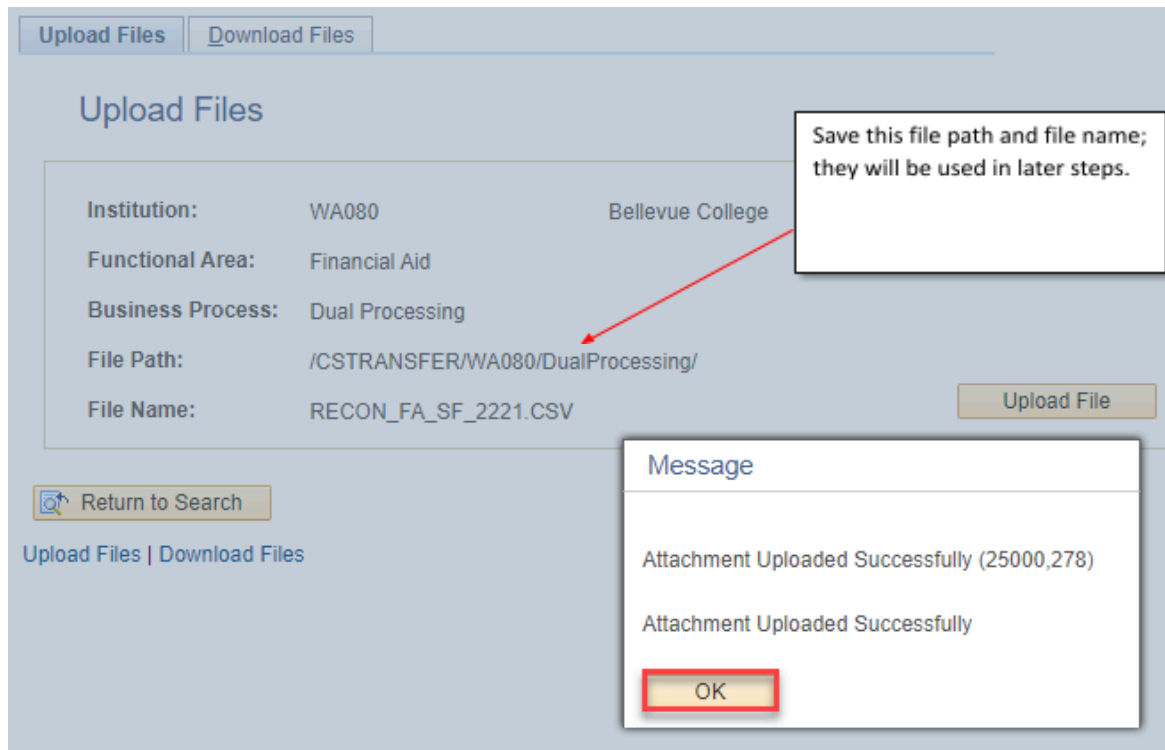 Upload Files Download Files
Upload Files
Save this file path and file name;
they will be used in later steps.
Institution: WA080 Bellevue College
Functional Area: Financial Aid
Business Process: Dual Processing
File Path: /CSTRANSFER/WA080/DualProcessing/
File Name: RECON_FA_SF_2221.CSV
Upload File
Message
Attachment Uploaded Successfully (25000,278)
Attachment Uploaded Successfully
OK
Return to Search
Upload Files | Download Files